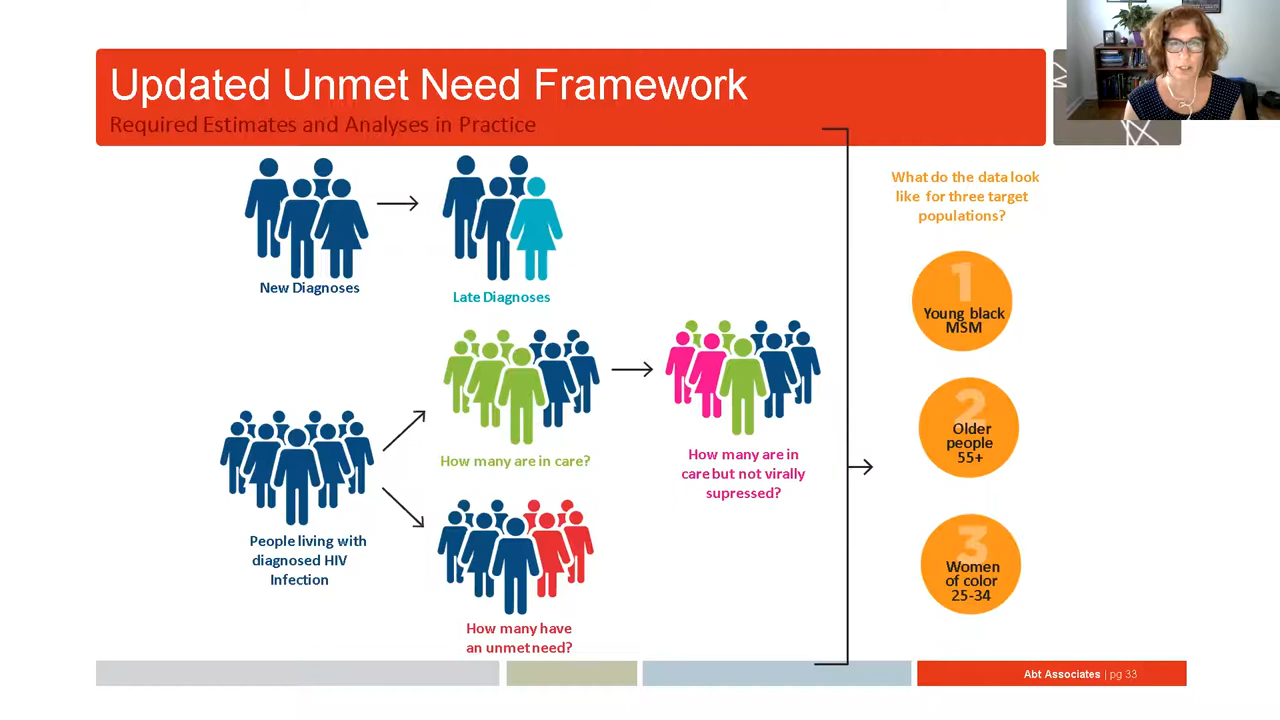 Updated Unmet Need Framework
Required Estimates and Analyses in Practice
New Diagnoses
Late Diagnoses
How many are in care?
How many are in
care but not virally
supressed?
People living with
diagnosed HIV
Infection
How many have
an unmet need?
What do the data look
like for three target
populations?
1
Young black
MSM
2
Older
people
55+
3
Women
of color
25-34
Abt Associates | pg 33